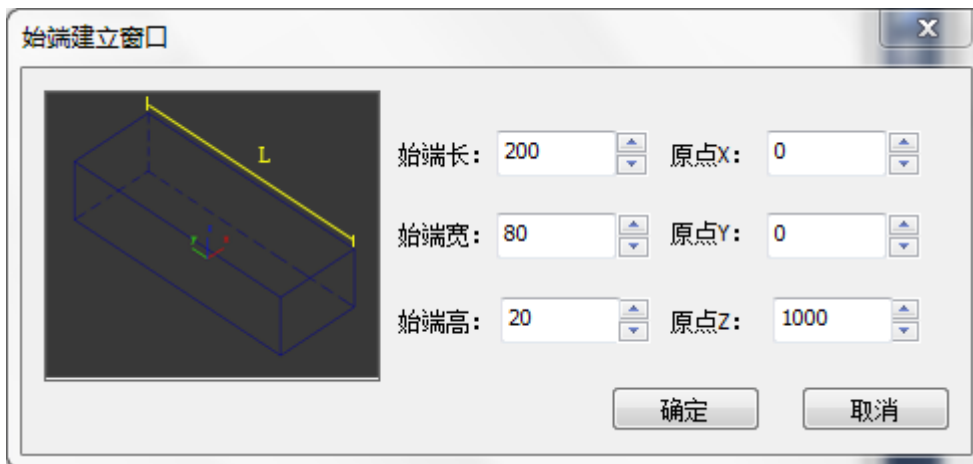 始端建立窗口
L
y
x
始端长： 200 原点X： 0
始端宽： 80 原点Y： 0
始端高： 20 原点Z： 1000
确定 取消